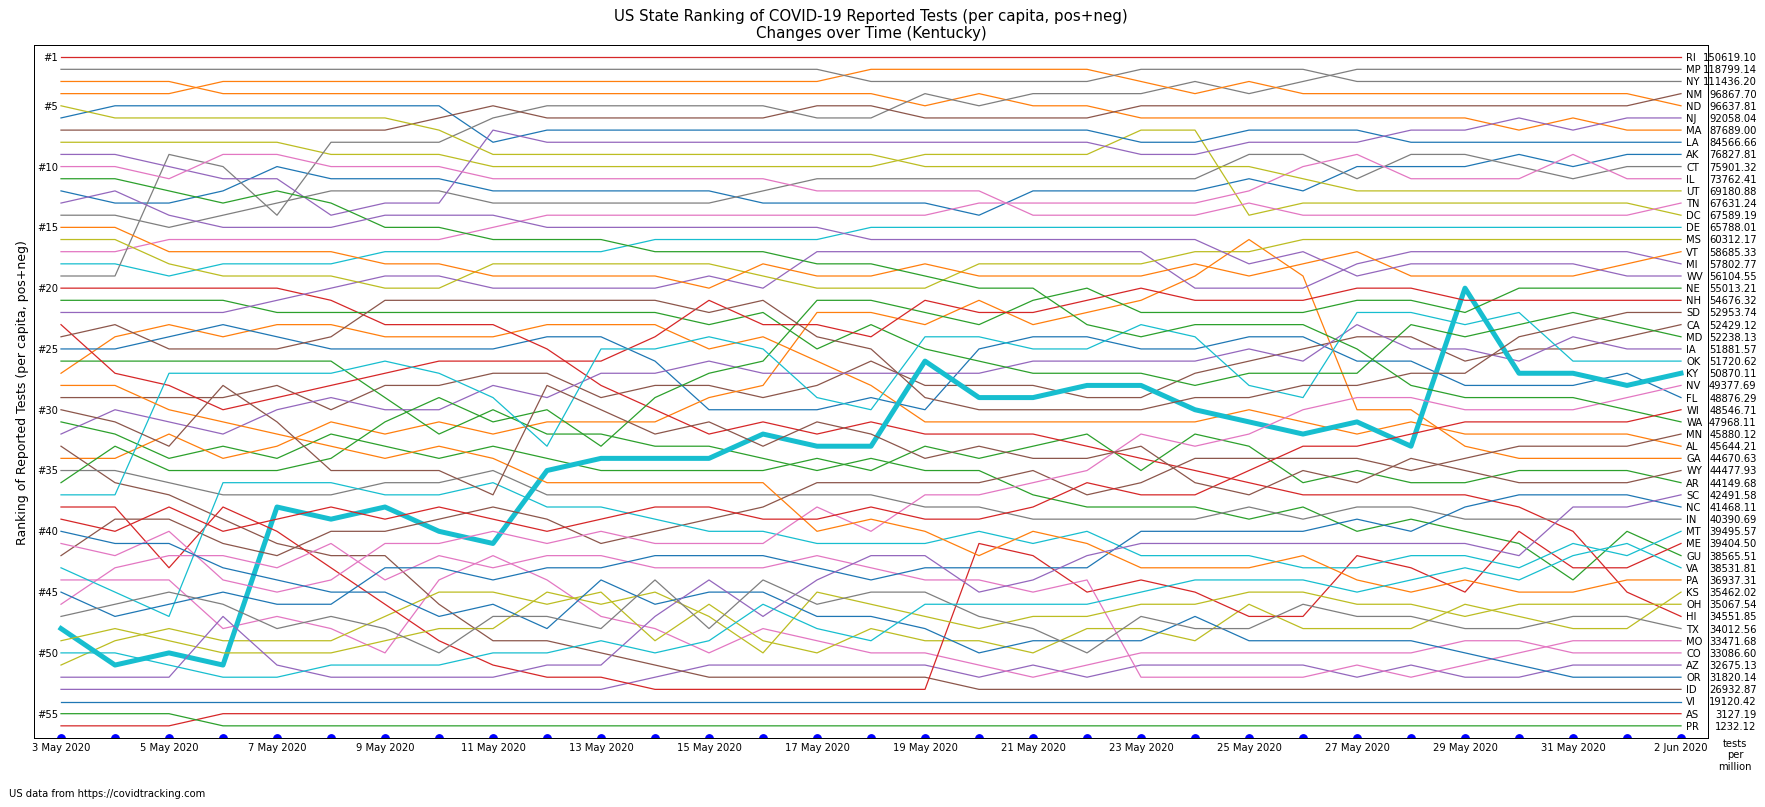 US State Ranking of COVID-19 Reported Tests (per capita, pos+neg)
Changes over Time (Kentucky)
Ranking of Reported Tests (per capita, pos+neg)
#1
#5
#10
#15
#20
#25
#30
#35
#40
#45
#50
#55
RI 150619.10
MP 118799.14
NY 111436.20
NM 96867.70
ND 96637.81
NJ 92058.04
MA 87689.00
LA 84566.66
AK 76827.81
CT 75901.32
IL 73762.41
UT 69180.88
TN 67631.24
DC 67589.19
DE 65788.01
MS 60312.17
VT 58685.33
MI 57802.77
WV 56104.55
NE 55013.21
NH 54676.32
SD 52953.74
CA 52429.12
MD 52238.13
IA 51881.57
OK 51720.62
KY 50870.11
NV 49377.69
FL 48876.29
WI 48546.71
WA 47968.11
MN 45880.12
AL 45644.21
GA 44670.63
WY 44477.93
AR 44149.68
SC 42491.58
NC 41468.11
IN 40390.69
MT 39495.57
ME 39404.50
GU 38565.51
VA 38531.81
PA 36937.31
KS 35462.02
OH 35067.54
HI 34551.85
TX 34012.56
MO 33471.68
CO 33086.60
AZ 32675.13
OR 31820.14
ID 26932.87
VI 19120.42
AS 3127.19
PR 1232.12
3 May 2020 5 May 2020 7 May 2020 9 May 2020 11 May 2020 13 May 2020 15 May 2020 17 May 2020 19 May 2020 21 May 2020 23 May 2020 25 May 2020 27 May 2020 29 May 2020 31 May 2020 2 Jun 2020
tests
per
million
US data from https://covidtracking.com